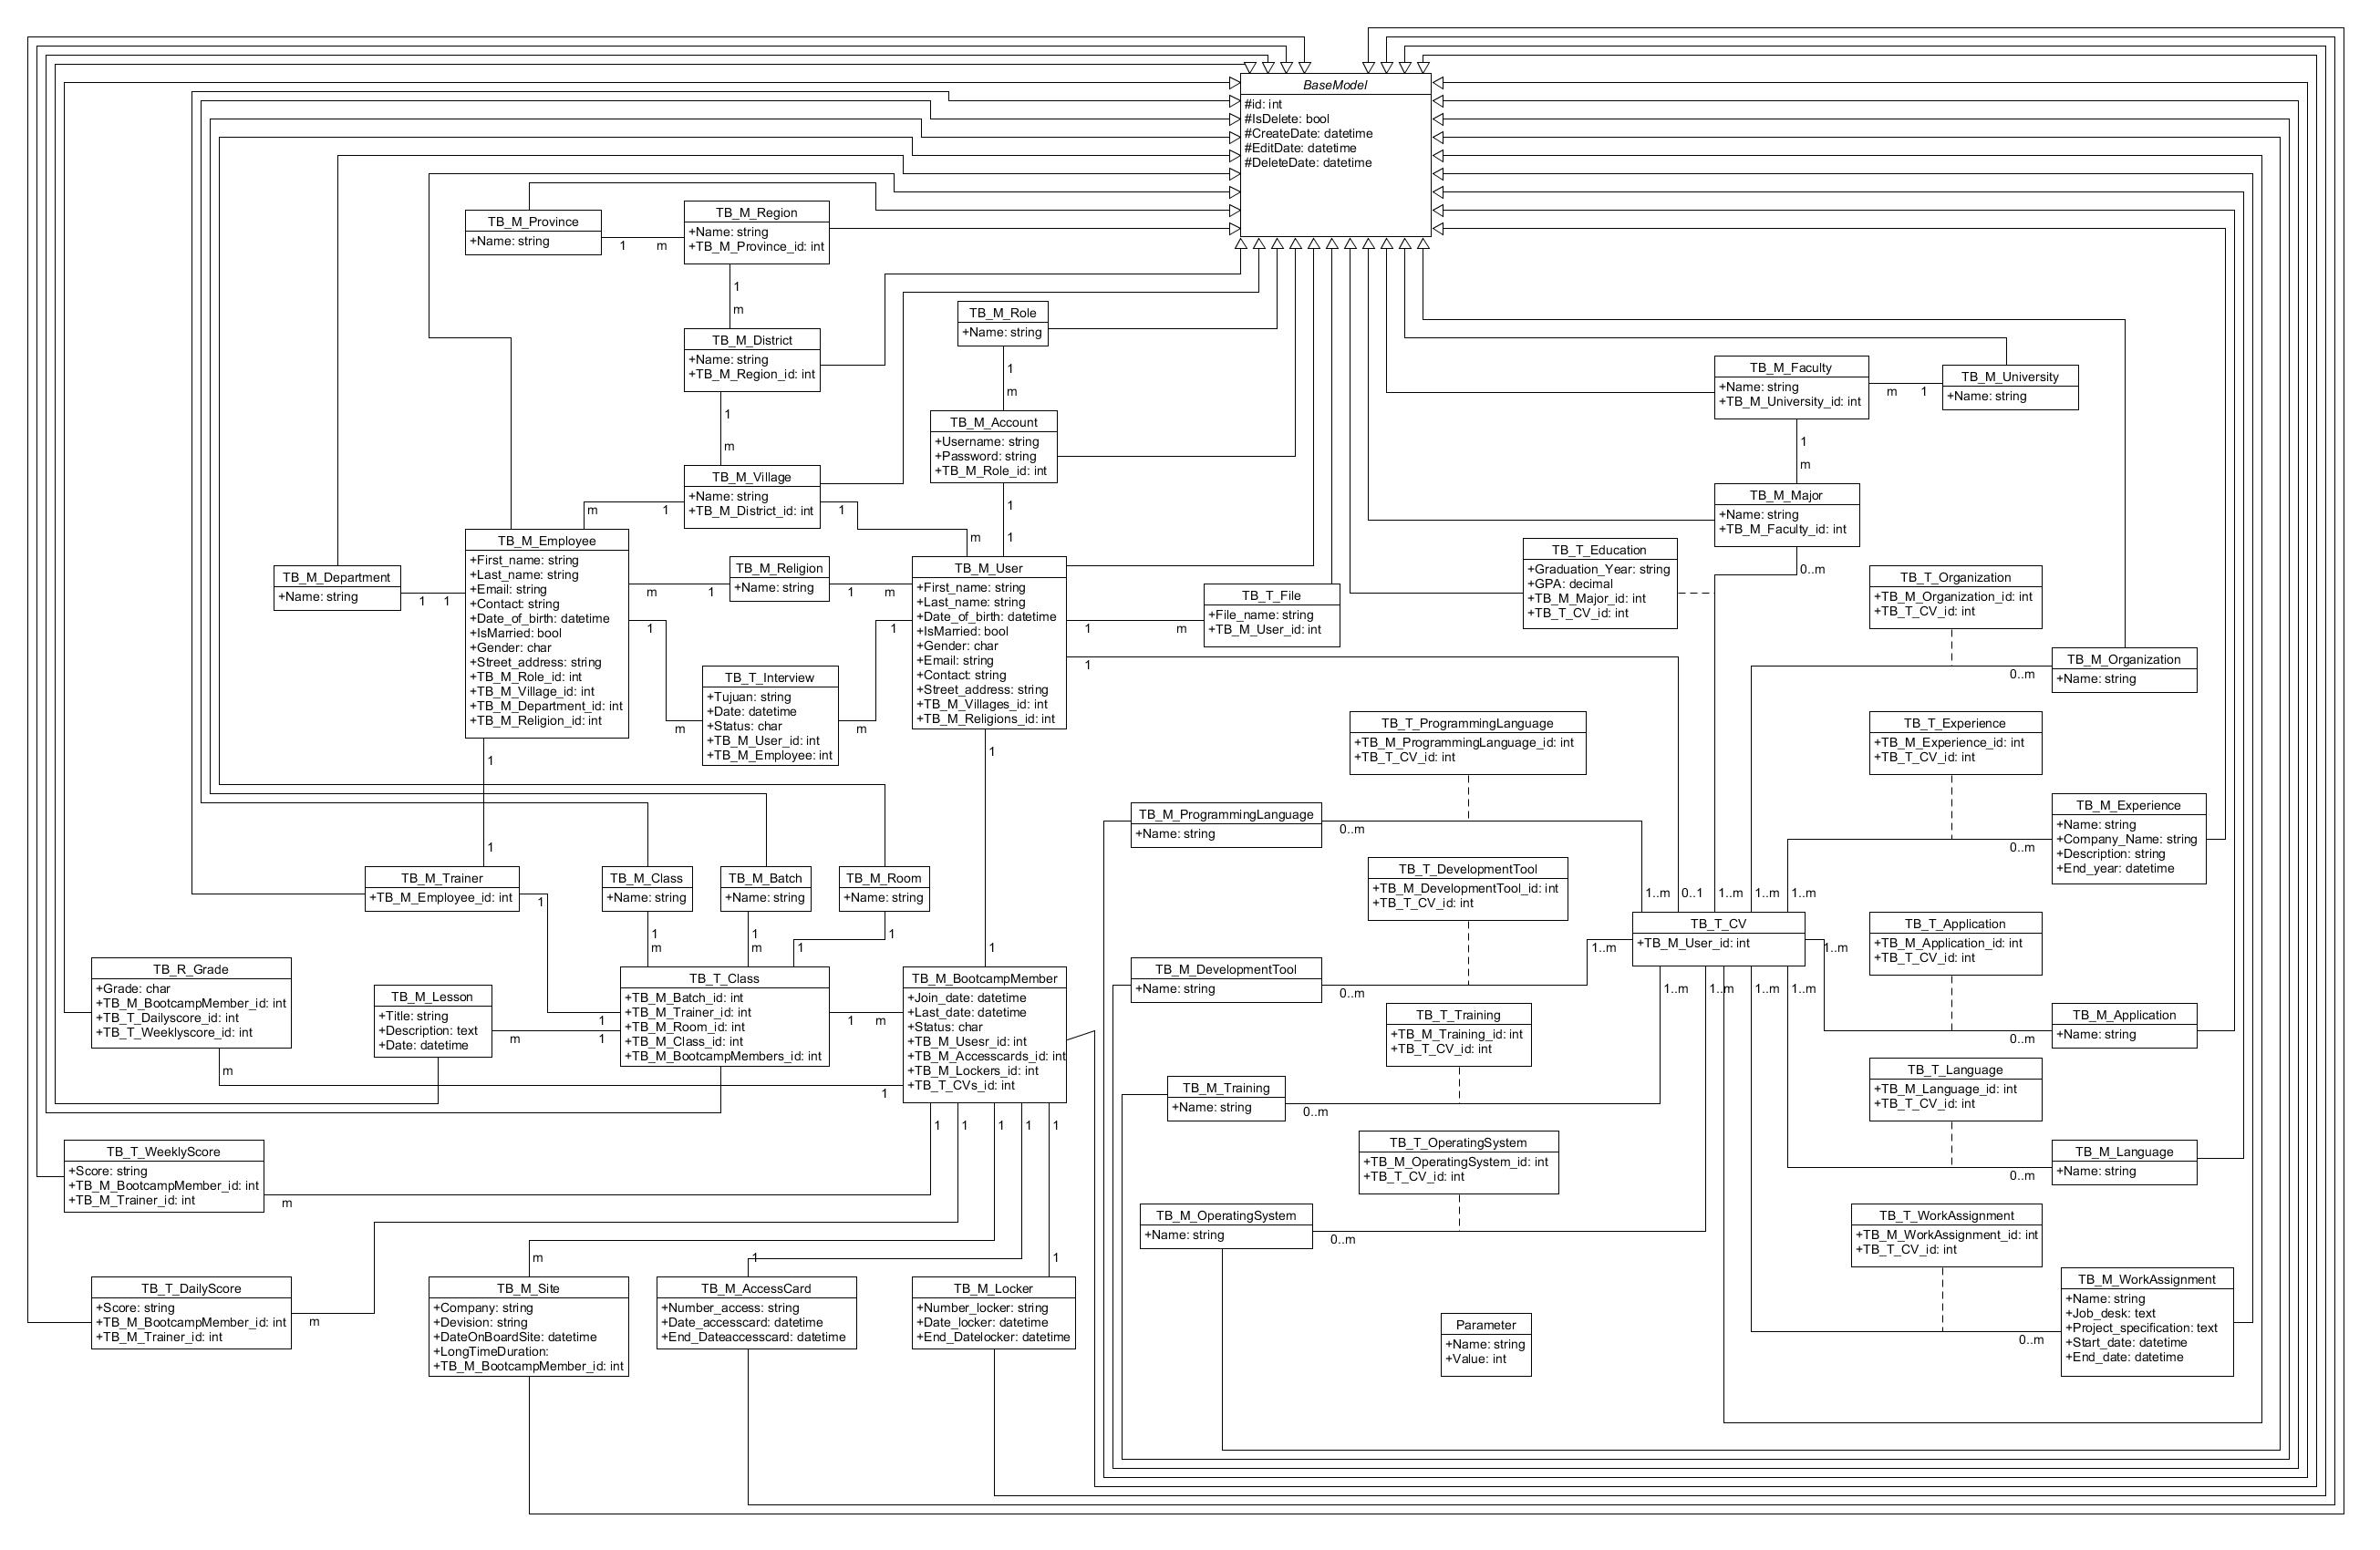 BaseModel
#id: int
#IsDelete: bool
#CreateDate: datetime
#EditDate: datetime
#DeleteDate: datetime
TB_M_Province
+Name: string
1
m
TB_M_Region
+Name: string
+TB_M_Province_id: int
1
m
TB_M_District
+Name: string
+TB_M_Region_id: int
1
m
TB_M_Village
+Name: string
+TB_M_District_id: int
m
1
1
m
TB_M_Role
+Name: string
1
m
TB_M_Account
+Username: string
+Password: string
+TB_M_Role_id: int
1
1
TB_M_Faculty
+Name: string
+TB_M_University_id: int
m
1
TB_M_University
+Name: string
1
m
TB_M_Major
+Name: string
+TB_M_Faculty_id: int
0..m
TB_M_Department
+Name: string
1
1
TB_M_Employee
+First_name: string
+Last_name: string
+Email: string
+Contact: string
+Date_of_birth: datetime
+IsMarried: bool
+Gender: char
+Street_address: string
+TB_M_Role_id: int
+TB_M_Village_id: int
+TB_M_Department_id: int
+TB_M_Religion_id: int
m
1
TB_M_Religion
+Name: string
1
m
TB_M_User
+First_name: string
+Last_name: string
+Date_of_birth: datetime
+IsMarried: bool
+Gender: char
+Email: string
+Contact: string
+Street_address: string
+TB_M_Villages_id: int
+TB_M_Religions_id: int
1
m
TB_T_File
+File_name: string
+TB_M_User_id: int
1
TB_T_Education
+Graduation_Year: string
+GPA: decimal
+TB_M_Major_id: int
+TB_T_CV_id: int
TB_T_Organization
+TB_M_Organization_id: int
+TB_T_CV_id: int
TB_M_Organization
+Name: string
0..m
1
m
TB_T_Interview
+Tujuan: string
+Date: datetime
+Status: char
+TB_M_User_id: int
+TB_M_Employee: int
1
m
TB_T_ProgrammingLanguage
+TB_M_ProgrammingLanguage_id: int
+TB_T_CV_id: int
TB_T_Experience
+TB_M_Experience_id: int
+TB_T_CV_id: int
1
1
1
1
TB_M_ProgrammingLanguage
+Name: string
0..m
TB_M_Experience
+Name: string
+Company_Name: string
+Description: string
+End_year: datetime
0..m
TB_M_Trainer
+TB_M_Employee_id: int
1
1
TB_M_Class
+Name: string
1
m
TB_M_Batch
+Name: string
1
m
TB_M_Room
+Name: string
1
1
TB_T_DevelopmentTool
+TB_M_DevelopmentTool_id: int
+TB_T_CV_id: int
1..m
0..1
1..m
1..m
1..m
TB_T_CV
+TB_M_User_id: int
1..m
1..m
1..m
1..m
1..m
1..m
TB_T_Application
+TB_M_Application_id: int
+TB_T_CV_id: int
TB_R_Grade
+Grade: char
+TB_M_BootcampMember_id: int
+TB_T_Dailyscore_id: int
+TB_T_Weeklyscore_id: int
m
1
TB_M_Lesson
+Title: string
+Description: text
+Date: datetime
m
1
TB_T_Class
+TB_M_Batch_id: int
+TB_M_Trainer_id: int
+TB_M_Room_id: int
+TB_M_Class_id: int
+TB_M_BootcampMembers_id: int
1
m
TB_M_BootcampMember
+Join_date: datetime
+Last_date: datetime
+Status: char
+TB_M_Usesr_id: int
+TB_M_Accesscards_id: int
+TB_M_Lockers_id: int
+TB_T_CVs_id: int
TB_M_DevelopmentTool
+Name: string
0..m
TB_T_Training
+TB_M_Training_id: int
+TB_T_CV_id: int
TB_M_Application
+Name: string
0..m
TB_M_Training
+Name: string
0..m
TB_T_Language
+TB_M_Language_id: int
+TB_T_CV_id: int
1
1
1
1
1
TB_T_WeeklyScore
+Score: string
+TB_M_BootcampMember_id: int
+TB_M_Trainer_id: int
m
TB_T_OperatingSystem
+TB_M_OperatingSystem_id: int
+TB_T_CV_id: int
TB_M_Language
+Name: string
0..m
TB_M_OperatingSystem
+Name: string
0..m
TB_T_WorkAssignment
+TB_M_WorkAssignment_id: int
+TB_T_CV_id: int
m
1
1
TB_T_DailyScore
+Score: string
+TB_M_BootcampMember_id: int
+TB_M_Trainer_id: int
m
TB_M_Site
+Company: string
+Devision: string
+DateOnBoardSite: datetime
+LongTimeDuration:
+TB_M_BootcampMember_id: int
TB_M_AccessCard
+Number_access: string
+Date_accesscard: datetime
+End_Dateaccesscard: datetime
TB_M_Locker
+Number_locker: string
+Date_locker: datetime
+End_Datelocker: datetime
Parameter
+Name: string
+Value: int
TB_M_WorkAssignment
+Name: string
+Job_desk: text
+Project_specification: text
+Start_date: datetime
+End_date: datetime
0..m